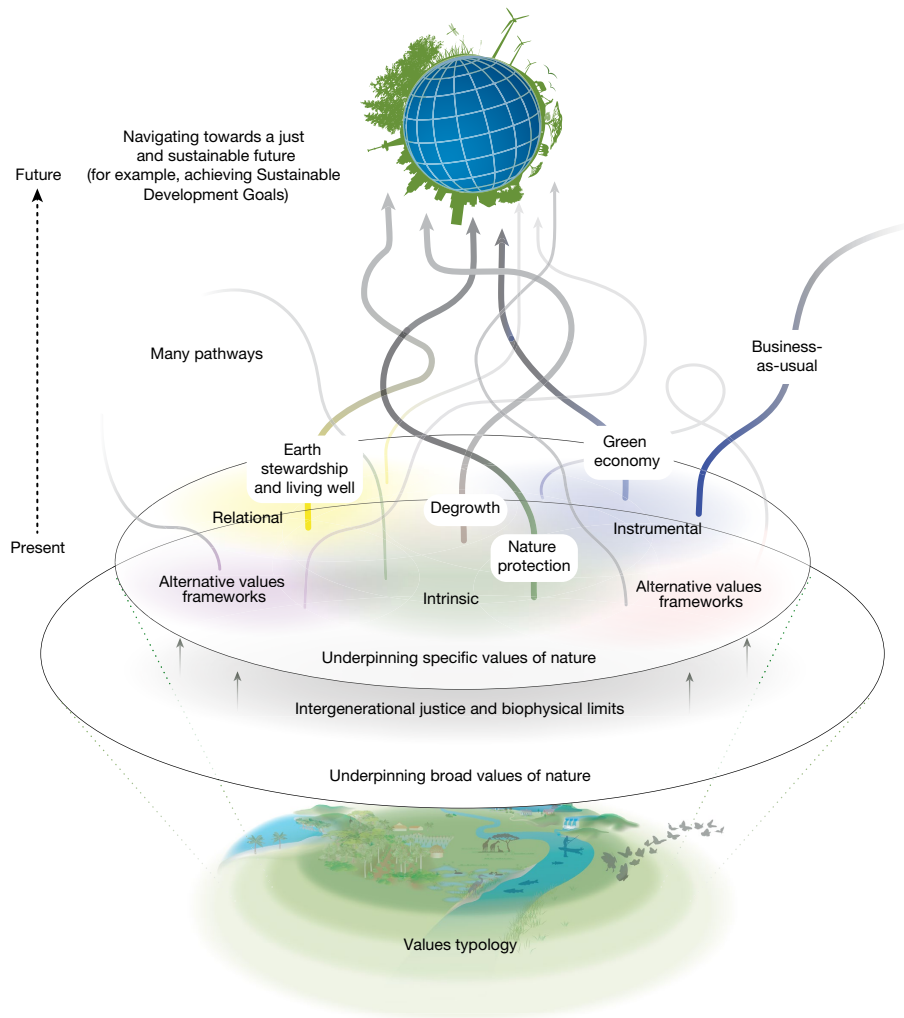 Navigating towards a just
and sustainable future
(for example, achieving Sustainable
Development Goals)
Future
Many pathways
Business-
as-usual
Earth
stewardship
and living well
Green
economy
Relational
Degrowth
Instrumental
Present
Nature
protection
Alternative values
frameworks
Intrinsic
Alternative values
frameworks
Underpinning specific values of nature
Intergenerational justice and biophysical limits
Underpinning broad values of nature
Values typology